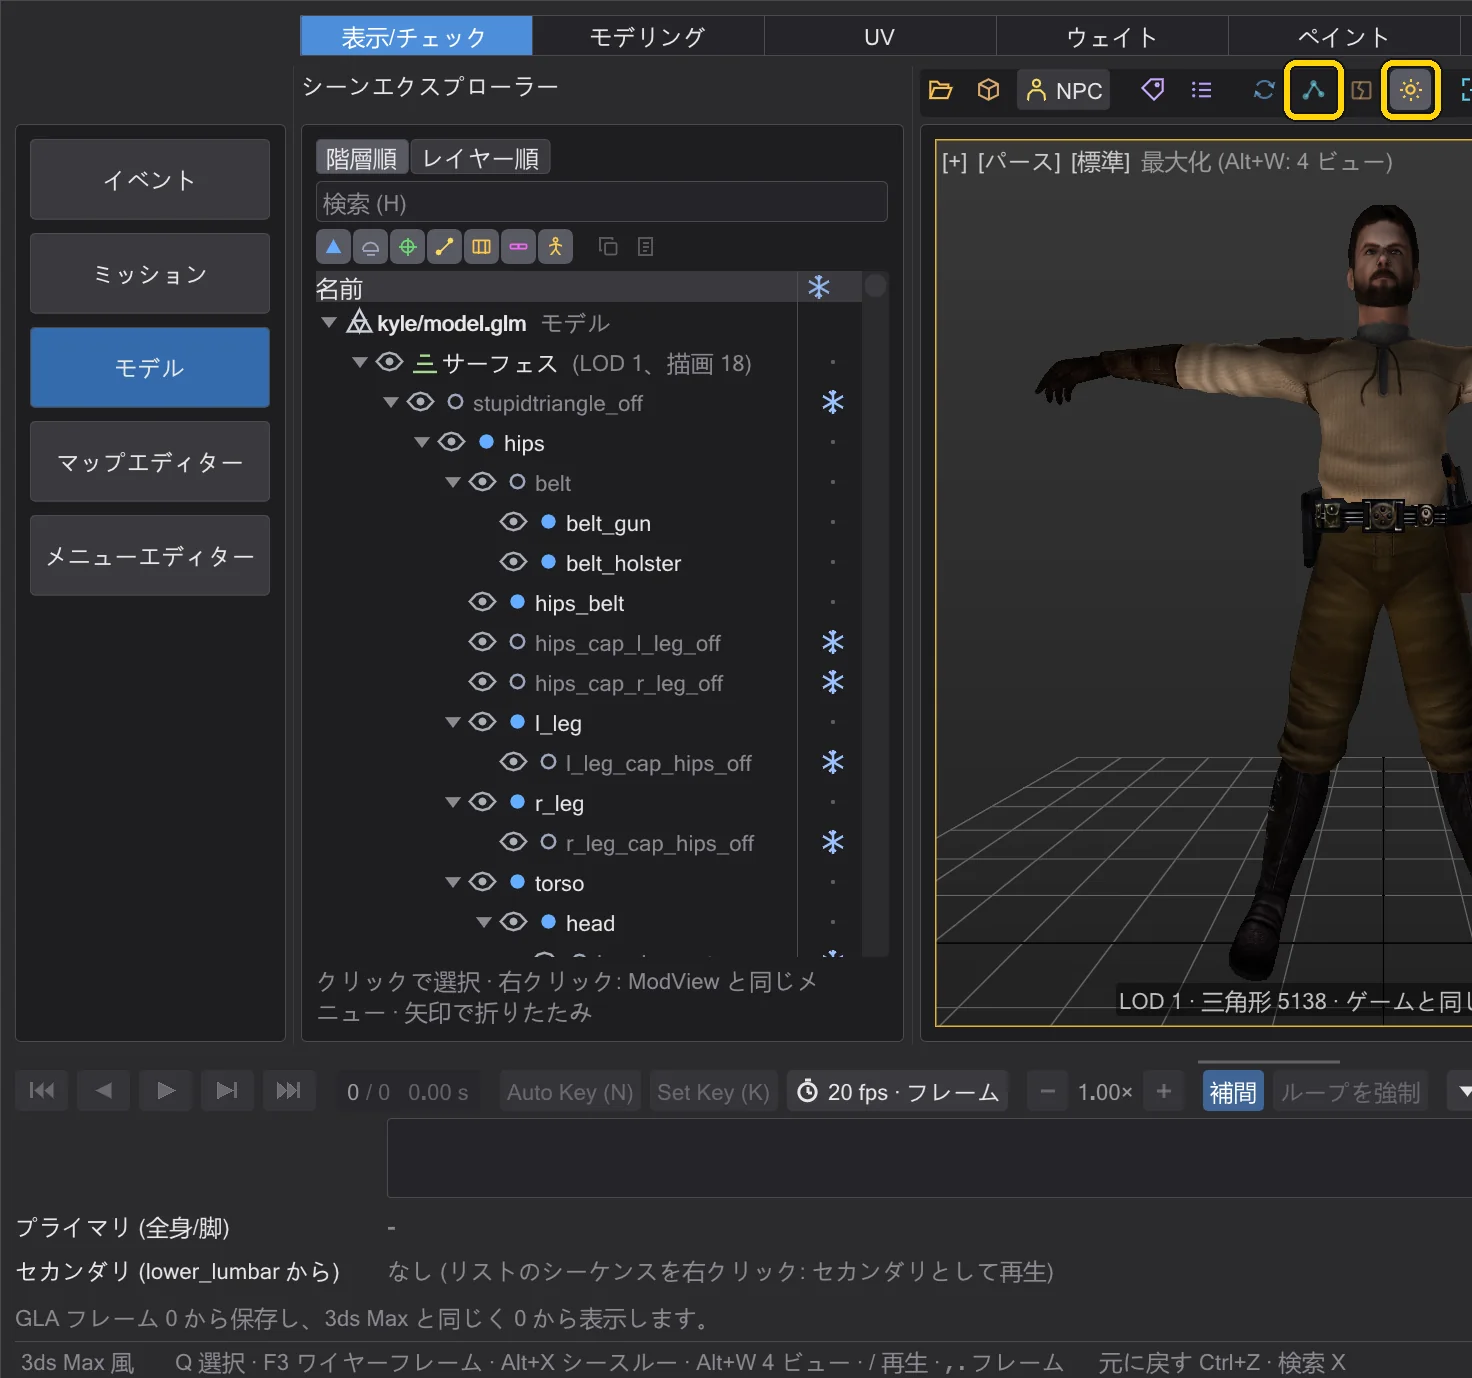 表示/チェック
モデリング
UV
ウェイト
ペイント
シーンエクスプローラー
NPC
イベント
ミッション
モデル
マップエディター
メニューエディター
階層順
レイヤー順
検索 (H)
名前
kyle/model.glm モデル
サーフェス (LOD 1、描画 18)
stupidtriangle_off
hips
belt
belt_gun
belt_holster
hips_belt
hips_cap_l_leg_off
hips_cap_r_leg_off
l_leg
l_leg_cap_hips_off
r_leg
r_leg_cap_hips_off
torso
head
クリックで選択 · 右クリック: ModView と同じメ
ニュー · 矢印で折りたたみ
[+] [パース] [標準] 最大化 (Alt+W: 4 ビュー)
LOD 1 · 三角形 5138 · ゲームと同じ
0 / 0 0.00 s
Auto Key (N)
Set Key (K)
20 fps · フレーム
− 1.00× +
補間
ループを強制
プライマリ (全身/脚) -
セカンダリ (lower_lumbar から) なし (リストのシーケンスを右クリック: セカンダリとして再生)
GLA フレーム 0 から保存し、3ds Max と同じく 0 から表示します。
3ds Max 風 Q 選択 · F3 ワイヤーフレーム · Alt+X シースルー · Alt+W 4 ビュー · / 再生 · , . フレーム 元に戻す Ctrl+Z · 検索 X